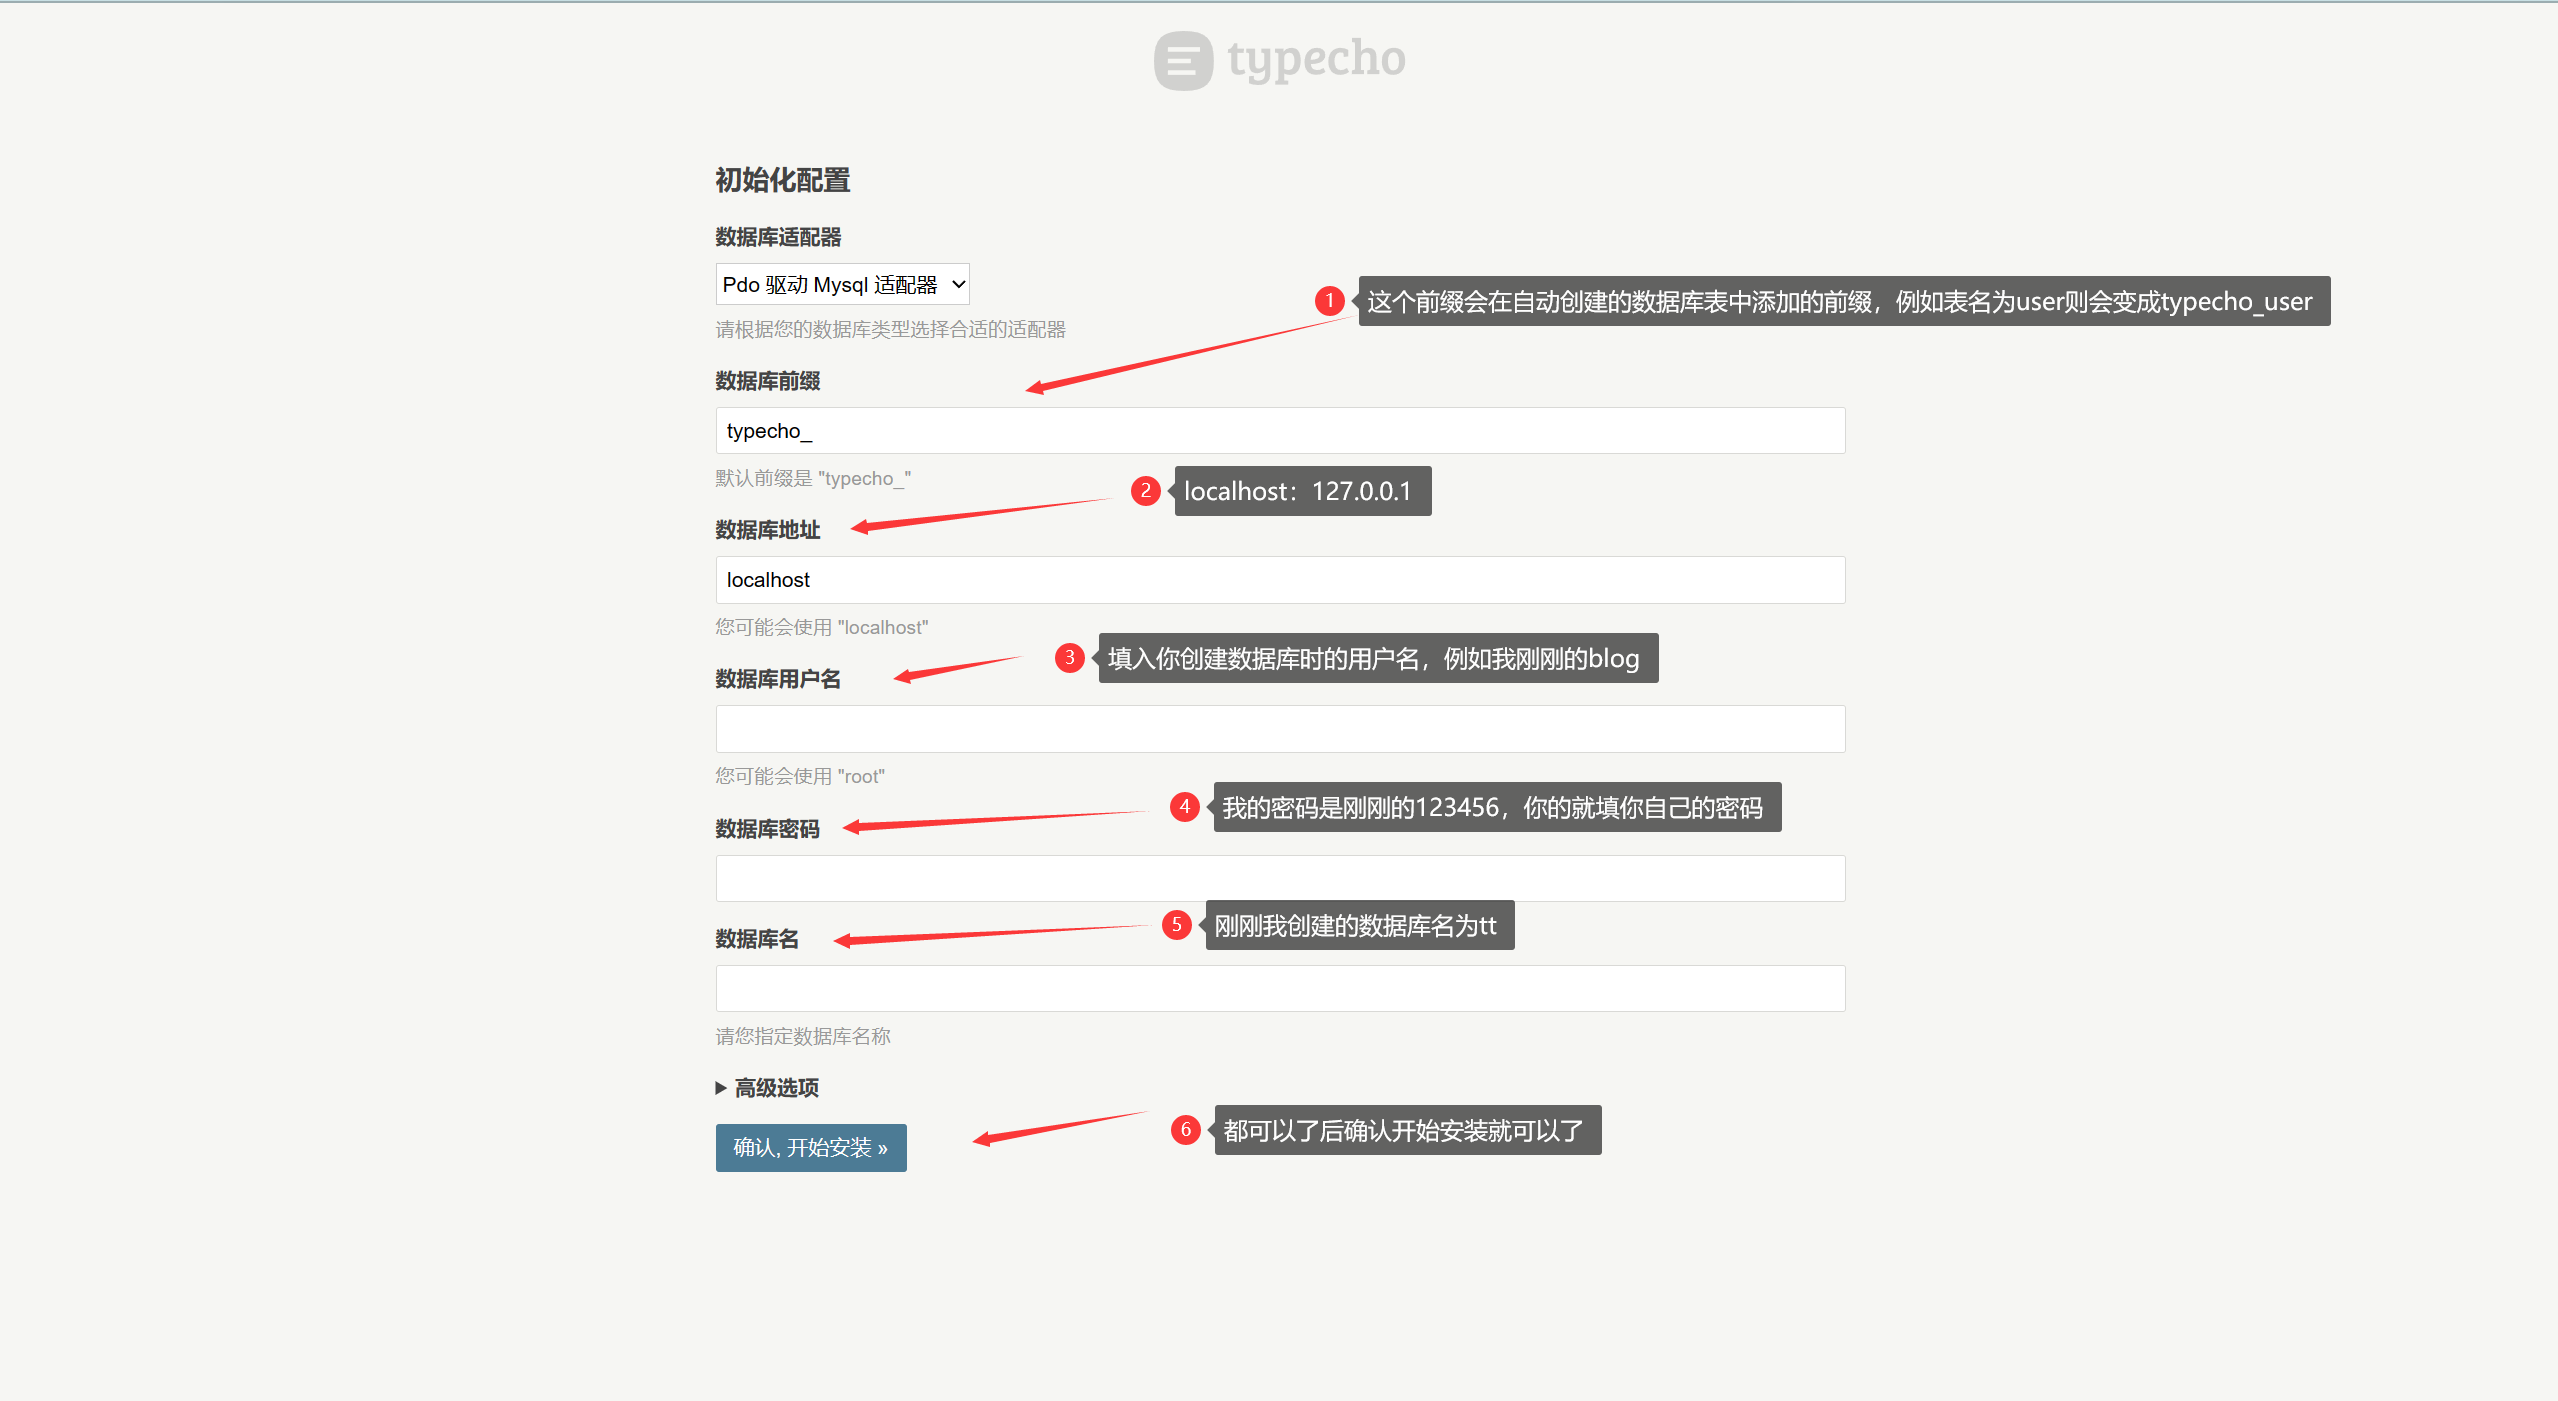 typecho
初始化配置
数据库适配器
Pdo 驱动 Mysql 适配器
请根据您的数据库类型选择合适的适配器
1 这个前缀会在自动创建的数据库表中添加的前缀，例如表名为user则会变成typecho_user
数据库前缀
typecho_
默认前缀是 "typecho_"
2 localhost：127.0.0.1
数据库地址
localhost
您可能会使用 "localhost"
3 填入你创建数据库时的用户名，例如我刚刚的blog
数据库用户名
您可能会使用 "root"
4 我的密码是刚刚的123456，你的就填你自己的密码
数据库密码
5 刚刚我创建的数据库名为tt
数据库名
请您指定数据库名称
高级选项
6 都可以了后确认开始安装就可以了
确认, 开始安装 »